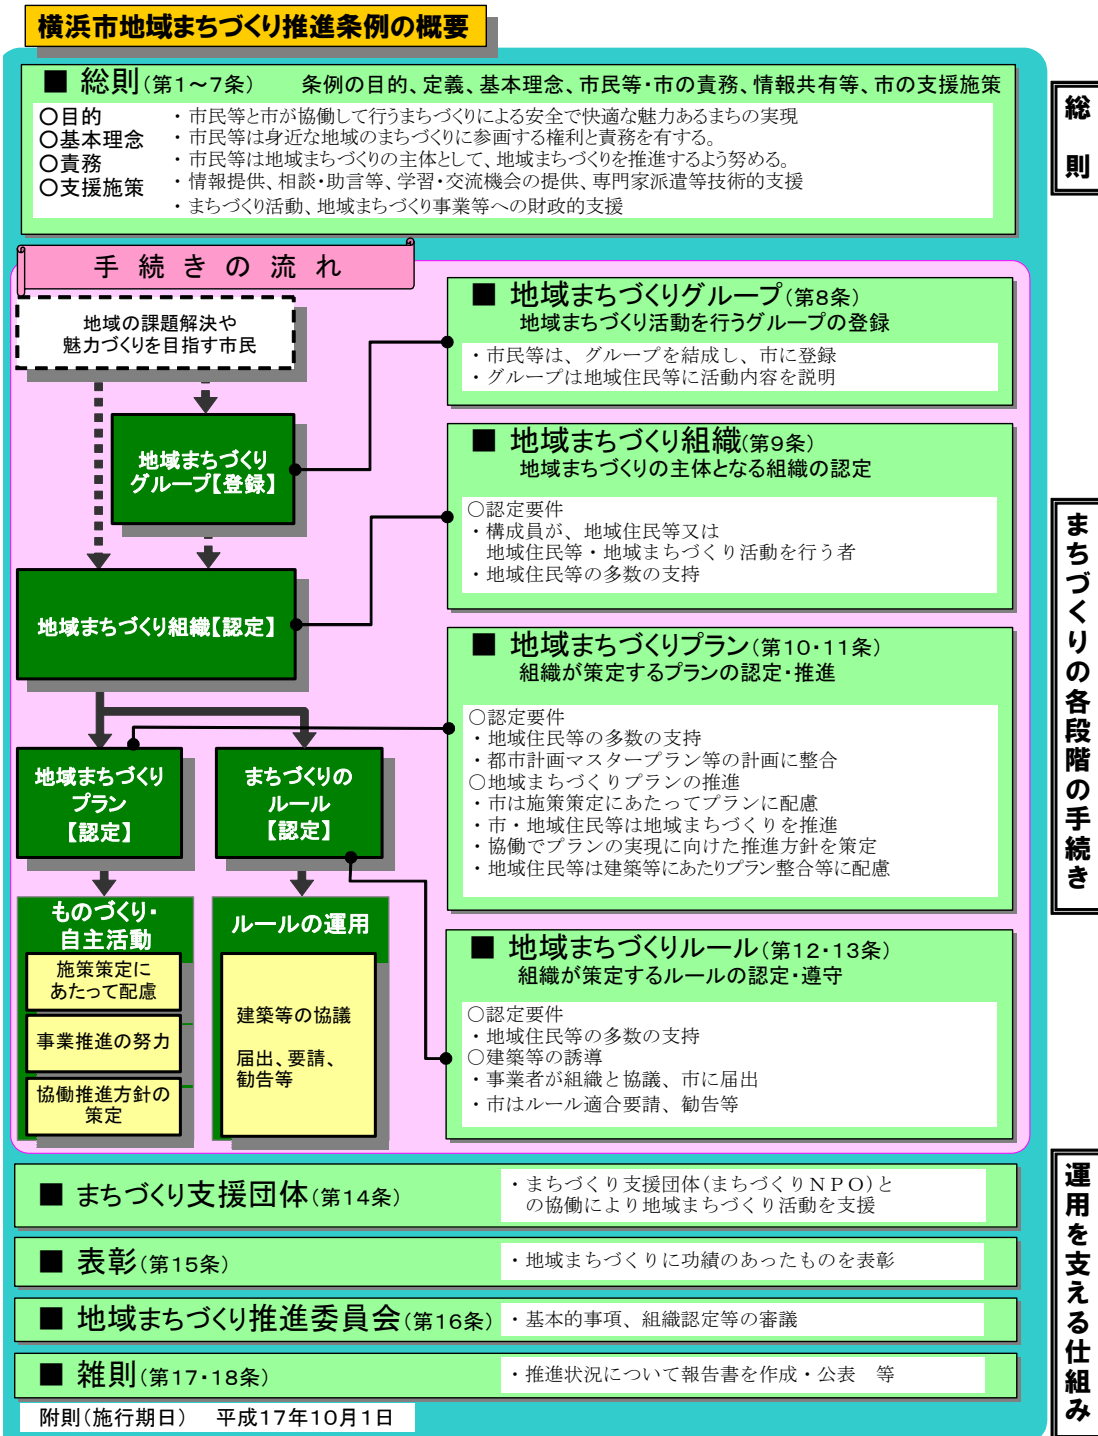 横浜市地域まちづくり推進条例の概要
■ 総則(第1～7条)　条例の目的、定義、基本理念、市民等・市の責務、情報共有等、市の支援施策
○目的　・市民等と市が協働して行うまちづくりによる安全で快適な魅力あるまちの実現
○基本理念　・市民等は身近な地域のまちづくりに参画する権利と責務を有する。
○責務　・市民等は地域まちづくりの主体として、地域まちづくりを推進するよう努める。
○支援施策　・情報提供、相談・助言等、学習・交流機会の提供、専門家派遣等技術的支援
・まちづくり活動、地域まちづくり事業等への財政的支援
総則
手続きの流れ
地域の課題解決や
魅力づくりを目指す市民
地域まちづくり
グループ【登録】
地域まちづくり組織【認定】
地域まちづくり
プラン
【認定】
まちづくりの
ルール
【認定】
ものづくり・
自主活動
施策策定に
あたって配慮
事業推進の努力
協働推進方針の
策定
ルールの運用
建築等の協議
届出、要請、
勧告等
■ 地域まちづくりグループ(第8条)
地域まちづくり活動を行うグループの登録
・市民等は、グループを結成し、市に登録
・グループは地域住民等に活動内容を説明
■ 地域まちづくり組織(第9条)
地域まちづくりの主体となる組織の認定
○認定要件
・構成員が、地域住民等又は
地域住民等・地域まちづくり活動を行う者
・地域住民等の多数の支持
■ 地域まちづくりプラン(第10・11条)
組織が策定するプランの認定・推進
○認定要件
・地域住民等の多数の支持
・都市計画マスタープラン等の計画に整合
○地域まちづくりプランの推進
・市は施策策定にあたってプランに配慮
・市・地域住民等は地域まちづくりを推進
・協働でプランの実現に向けた推進方針を策定
・地域住民等は建築等にあたりプラン整合等に配慮
■ 地域まちづくりルール(第12・13条)
組織が策定するルールの認定・遵守
○認定要件
・地域住民等の多数の支持
○建築等の誘導
・事業者が組織と協議、市に届出
・市はルール適合要請、勧告等
まちづくりの各段階の手続き
■ まちづくり支援団体(第14条)
・まちづくり支援団体(まちづくりＮＰＯ)と
の協働により地域まちづくり活動を支援
■ 表彰(第15条)
・地域まちづくりに功績のあったものを表彰
■ 地域まちづくり推進委員会(第16条)
・基本的事項、組織認定等の審議
■ 雑則(第17・18条)
・推進状況について報告書を作成・公表　等
附則(施行期日)　平成17年10月1日
運用を支える仕組み